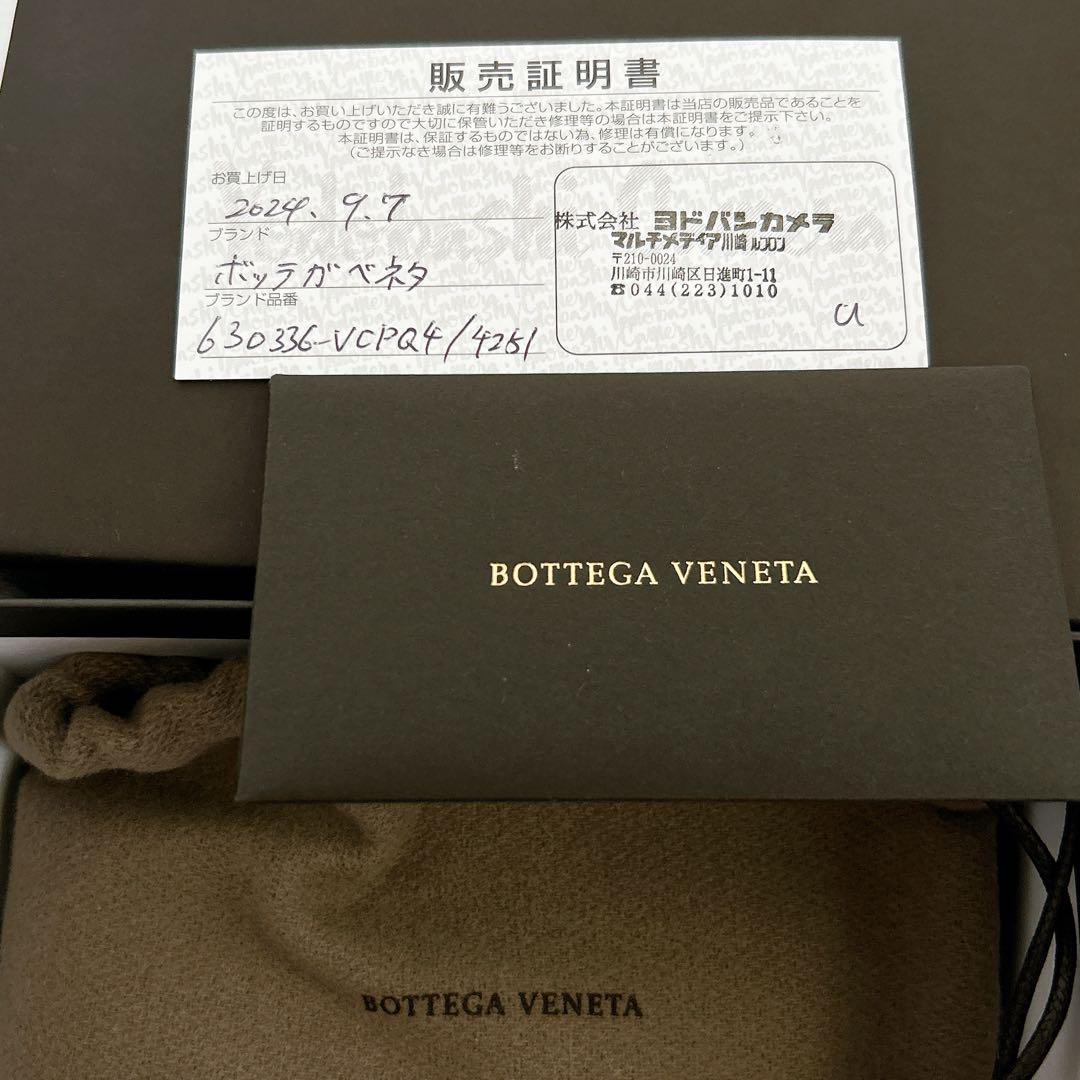 販売証明書
この度は、お買い上げいただき誠に有難うございました。本証明書は当店の販売品であることを
証明するものですので大切に保管いただき修理等の場合は本証明書をご提示下さい。
本証明書は、保証するものではない為、修理は有償になります。
(ご提示なき場合は修理等をお断りすることがございます。)
お買上げ日
2024. 9. 7
ブランド
ボッテガベネタ
ブランド品番
630336-VCPQ4/4251
株式会社 ヨドバシカメラ
マルチメデイア川崎ルフロン
〒210-0024
川崎市川崎区日進町1-11
☎044(223)1010
BOTTEGA VENETA
BOTTEGA VENETA